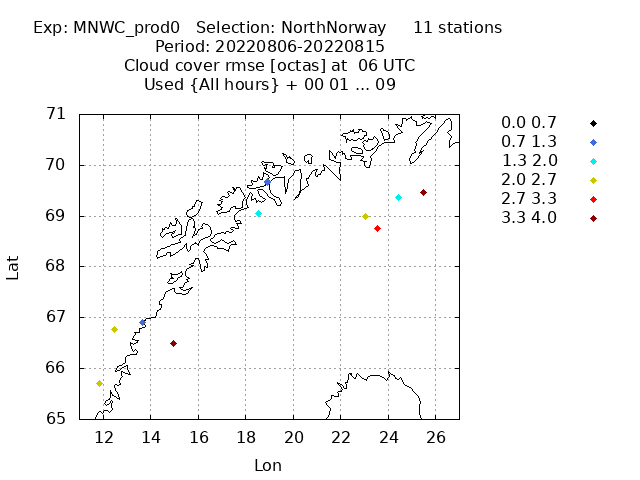 Exp: MNWC_prod0   Selection: NorthNorway      11 stations
Period: 20220806-20220815
Cloud cover rmse [octas] at  06 UTC
Used {All hours} + 00 01 ... 09
71
70
69
68
67
66
65
Lat
12 14 16 18 20 22 24 26
Lon
0.0 0.7
0.7 1.3
1.3 2.0
2.0 2.7
2.7 3.3
3.3 4.0